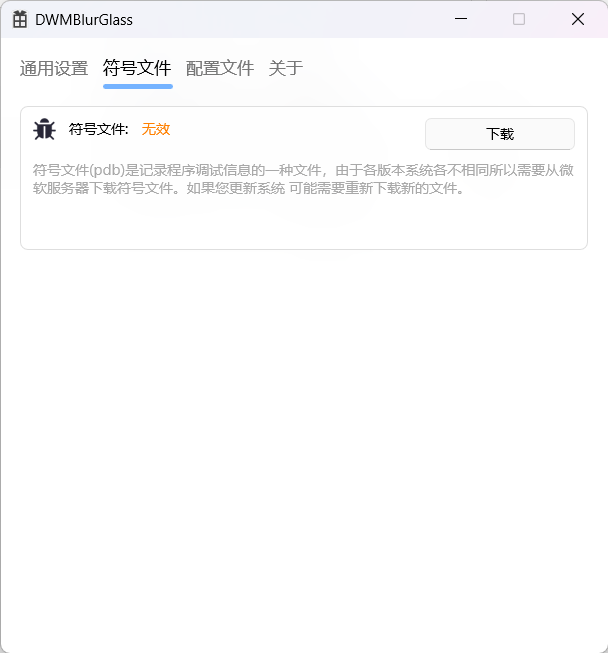 DWMBlurGlass
通用设置 符号文件 配置文件 关于
符号文件: 无效 下载
符号文件(pdb)是记录程序调试信息的一种文件，由于各版本系统各不相同所以需要从微
软服务器下载符号文件。如果您更新系统 可能需要重新下载新的文件。